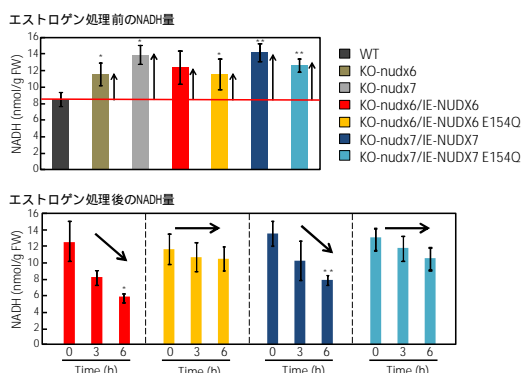 エストロゲン処理前のNADH量
NADH (nmol/g FW)
16
14
12
10
8
6
4
2
0
*
*
*
**
**
WT
KO-nudx6
KO-nudx7
KO-nudx6/IE-NUDX6
KO-nudx6/IE-NUDX6 E154Q
KO-nudx7/IE-NUDX7
KO-nudx7/IE-NUDX7 E154Q
エストロゲン処理後のNADH量
NADH (nmol/g FW)
16
14
12
10
8
6
4
2
0
*
**
0 3 6 0 3 6 0 3 6 0 3 6
Time (h) Time (h) Time (h) Time (h)